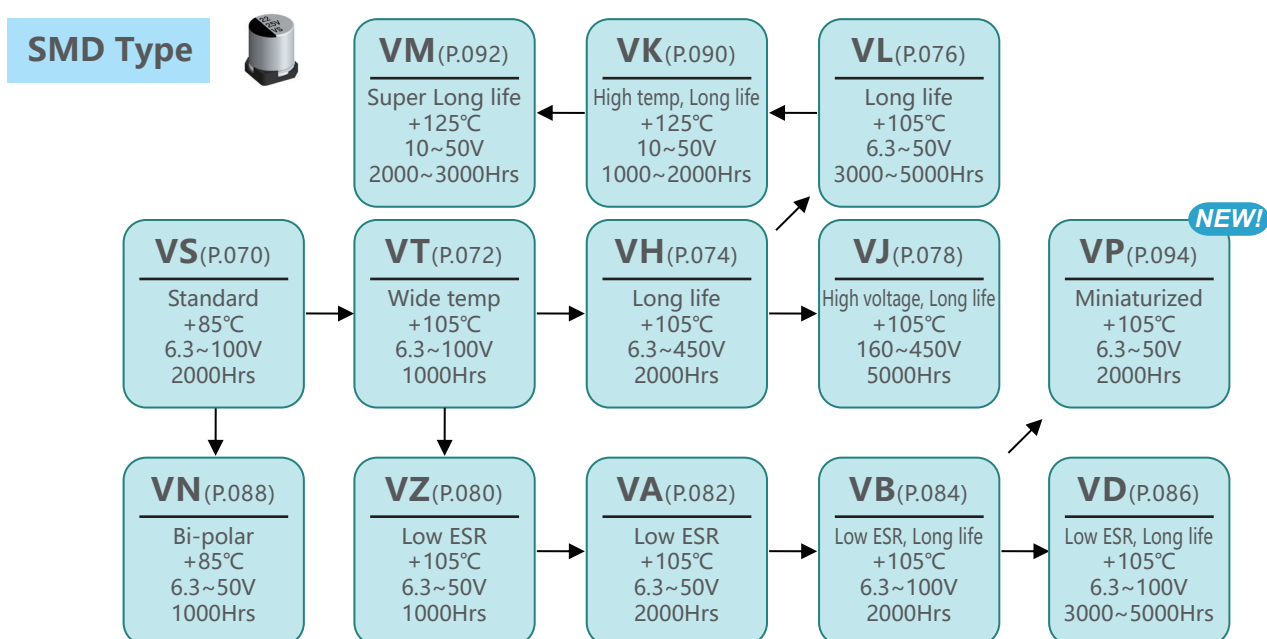 SMD Type
22
25V
VS
VM(P.092)
Super Long life
+125℃
10~50V
2000~3000Hrs
VK(P.090)
High temp, Long life
+125℃
10~50V
1000~2000Hrs
VL(P.076)
Long life
+105℃
6.3~50V
3000~5000Hrs
VS(P.070)
Standard
+85℃
6.3~100V
2000Hrs
VT(P.072)
Wide temp
+105℃
6.3~100V
1000Hrs
VH(P.074)
Long life
+105℃
6.3~450V
2000Hrs
VJ(P.078)
High voltage, Long life
+105℃
160~450V
5000Hrs
NEW!
VP(P.094)
Miniaturized
+105℃
6.3~50V
2000Hrs
VN(P.088)
Bi-polar
+85℃
6.3~50V
1000Hrs
VZ(P.080)
Low ESR
+105℃
6.3~50V
1000Hrs
VA(P.082)
Low ESR
+105℃
6.3~50V
2000Hrs
VB(P.084)
Low ESR, Long life
+105℃
6.3~100V
2000Hrs
VD(P.086)
Low ESR, Long life
+105℃
6.3~100V
3000~5000Hrs